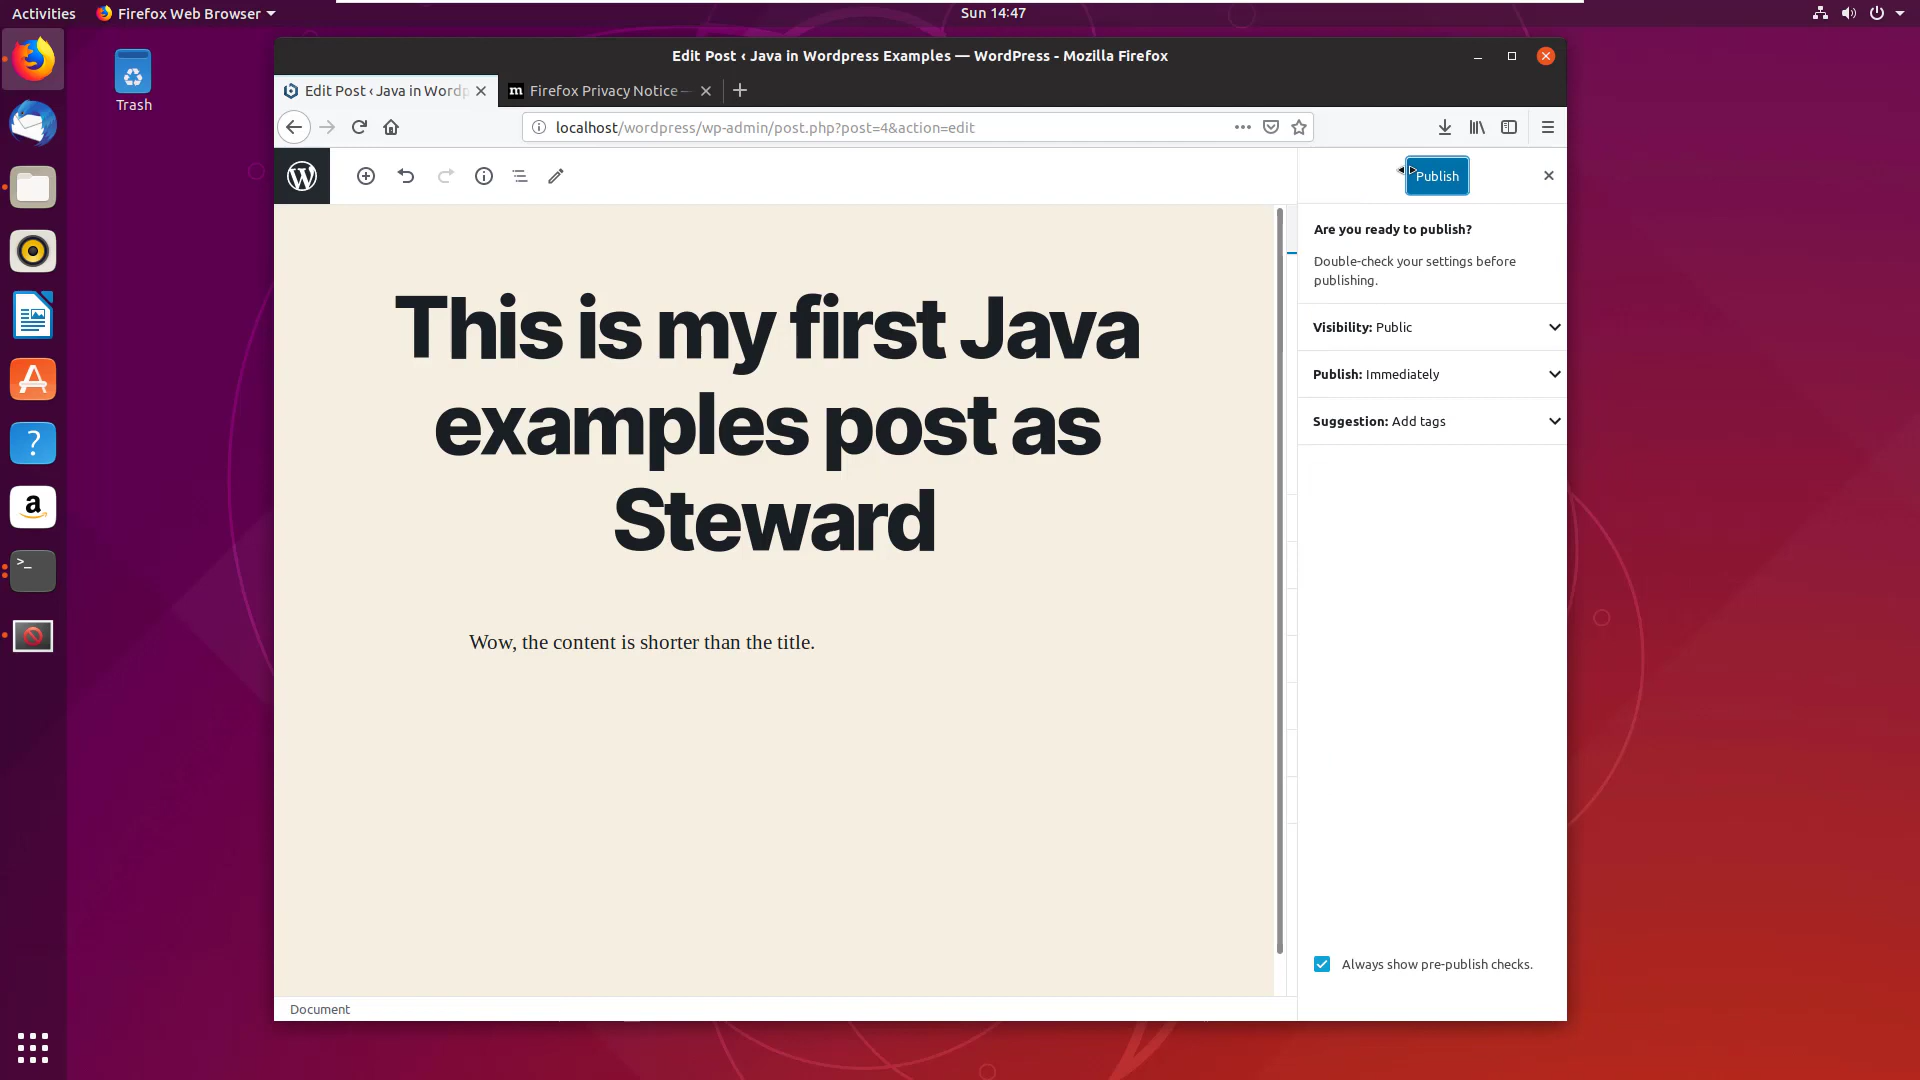 Activities
Firefox Web Browser
Sun 14:47
Trash
Edit Post ‹ Java in Wordpress Examples — WordPress - Mozilla Firefox
Edit Post ‹ Java in Wordp
m Firefox Privacy Notice —
localhost/wordpress/wp-admin/post.php?post=4&action=edit
Publish
Are you ready to publish?
Double-check your settings before
publishing.
Visibility: Public
Publish: Immediately
Suggestion: Add tags
This is my first Java
examples post as
Steward
Wow, the content is shorter than the title.
Always show pre-publish checks.
Document